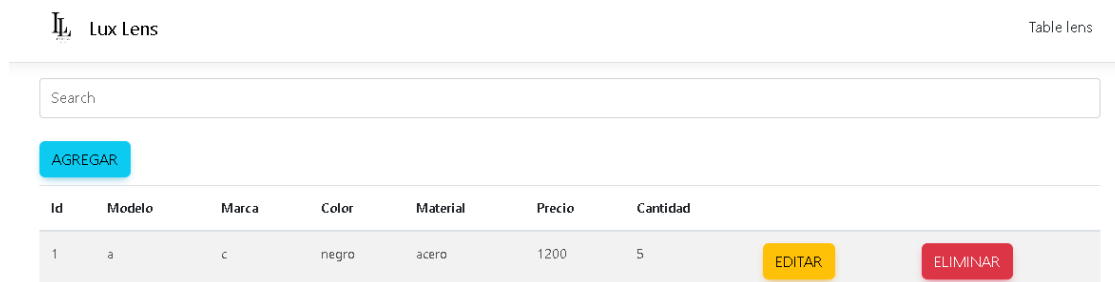 LL Lux Lens Table lens
Search
AGREGAR
Id Modelo Marca Color Material Precio Cantidad
1 a c negro acero 1200 5 EDITAR ELIMINAR